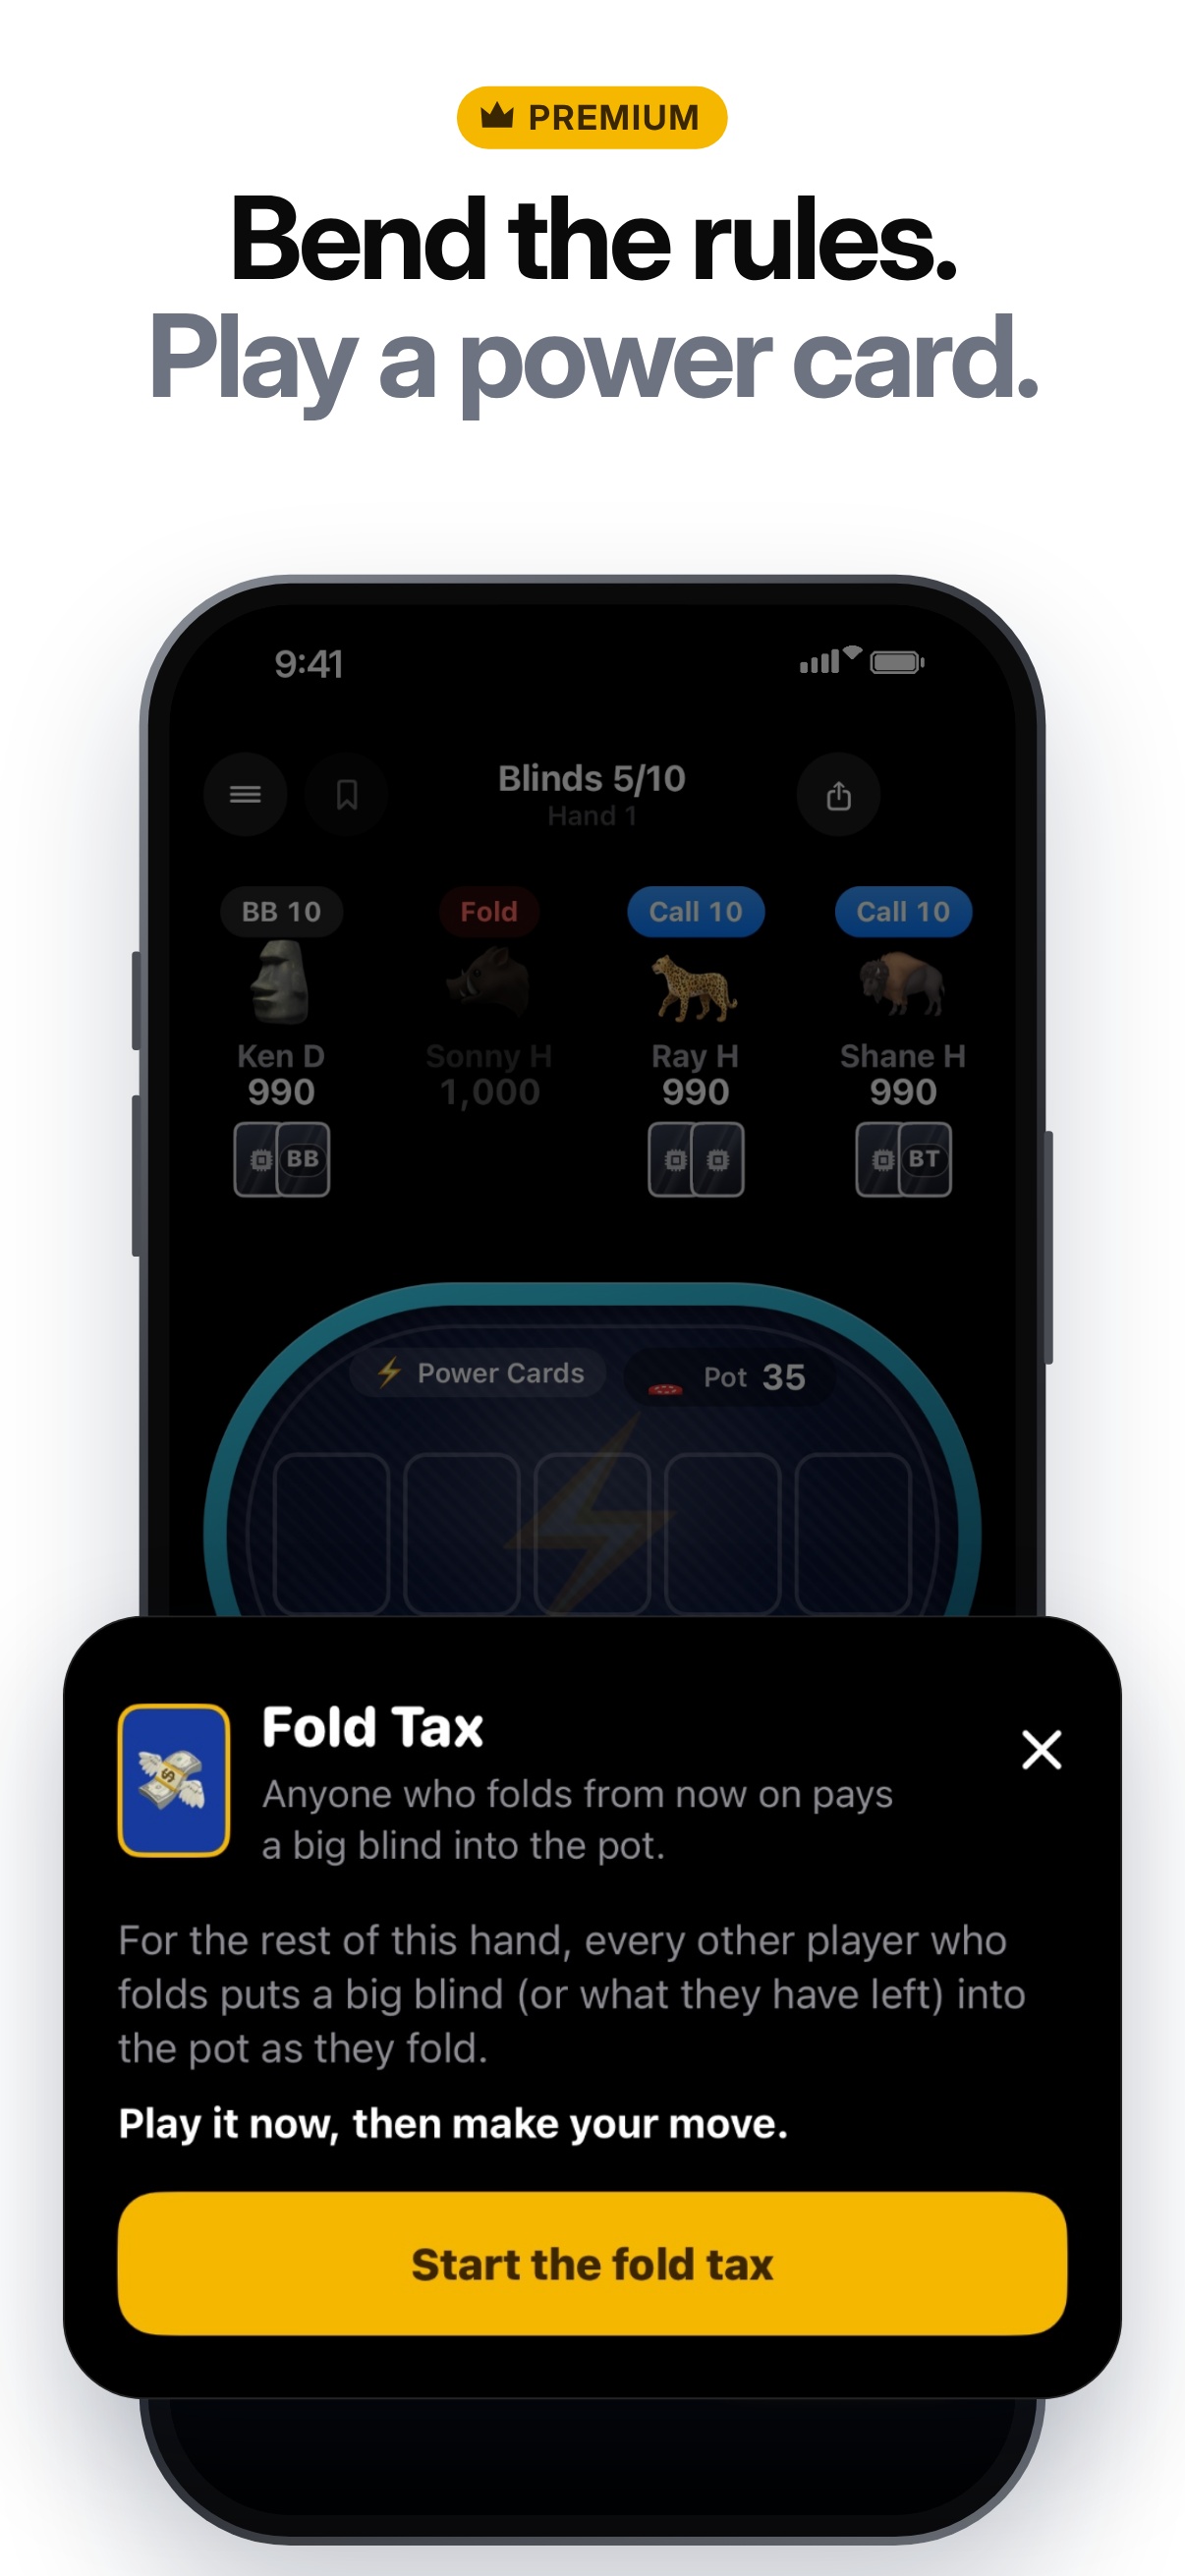 PREMIUM
Bend the rules.
Play a power card.
9:41
Blinds 5/10
Hand 1
BB 10
Fold
Call 10
Call 10
Ken D
Sonny H
Ray H
Shane H
990
1,000
990
990
BB
BT
⚡ Power Cards
Pot 35
Fold Tax
Anyone who folds from now on pays
a big blind into the pot.
For the rest of this hand, every other player who
folds puts a big blind (or what they have left) into
the pot as they fold.
Play it now, then make your move.
Start the fold tax